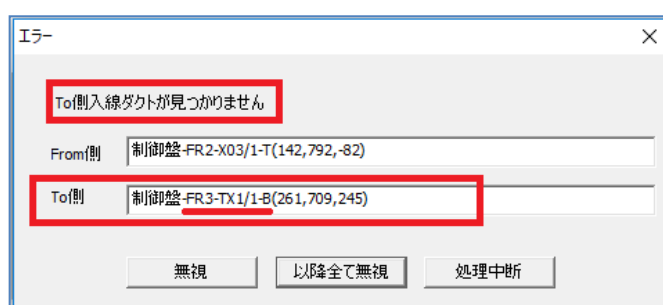 エラー
To側入線ダクトが見つかりません
From側 制御盤-FR2-X03/1-T(142,792,-82)
To側 制御盤-FR3-TX1/1-B(261,709,245)
無視 以降全て無視 処理中断